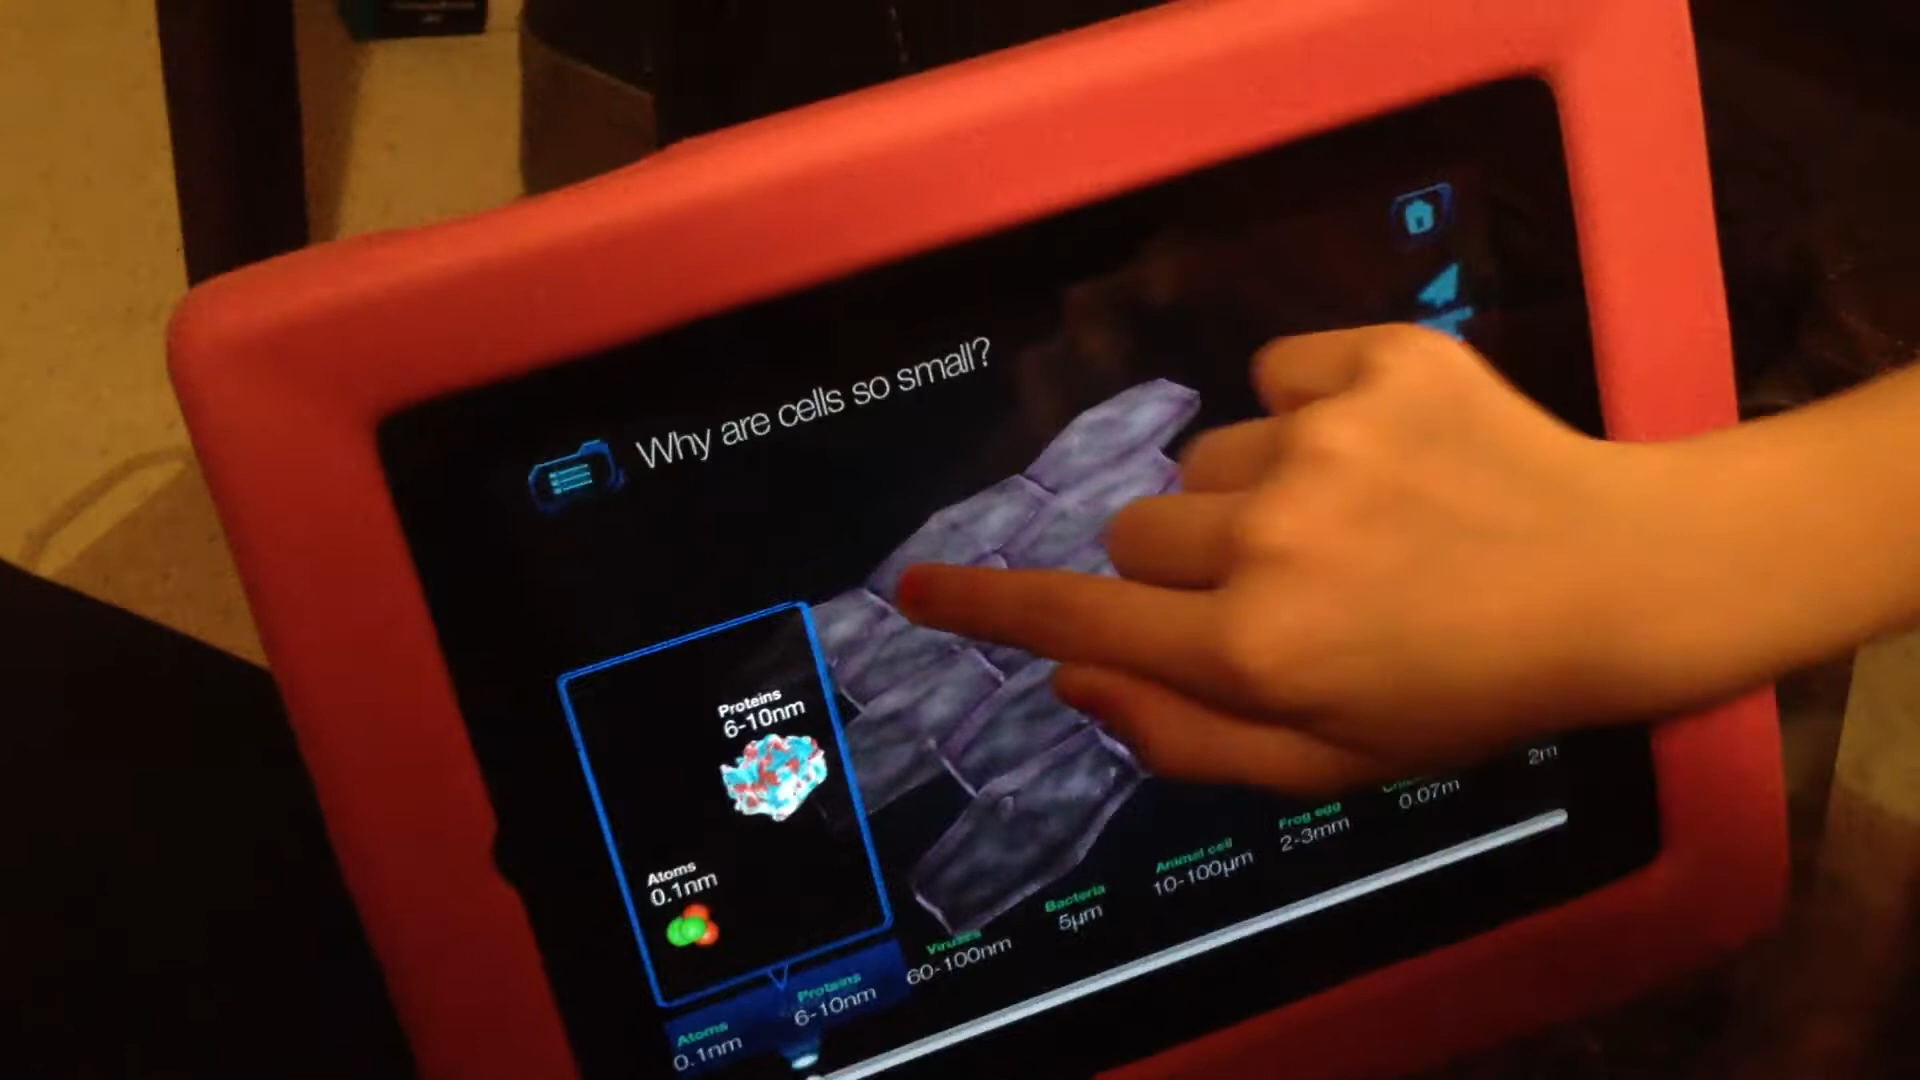 Why are cells so small?
Proteins
6-10nm
Atoms
0.1nm
Atoms
0.1nm
Proteins
6-10nm
Viruses
60-100nm
Bacteria
5μm
Animal cell
10-100μm
Frog egg
2-3mm
0.07m
2m